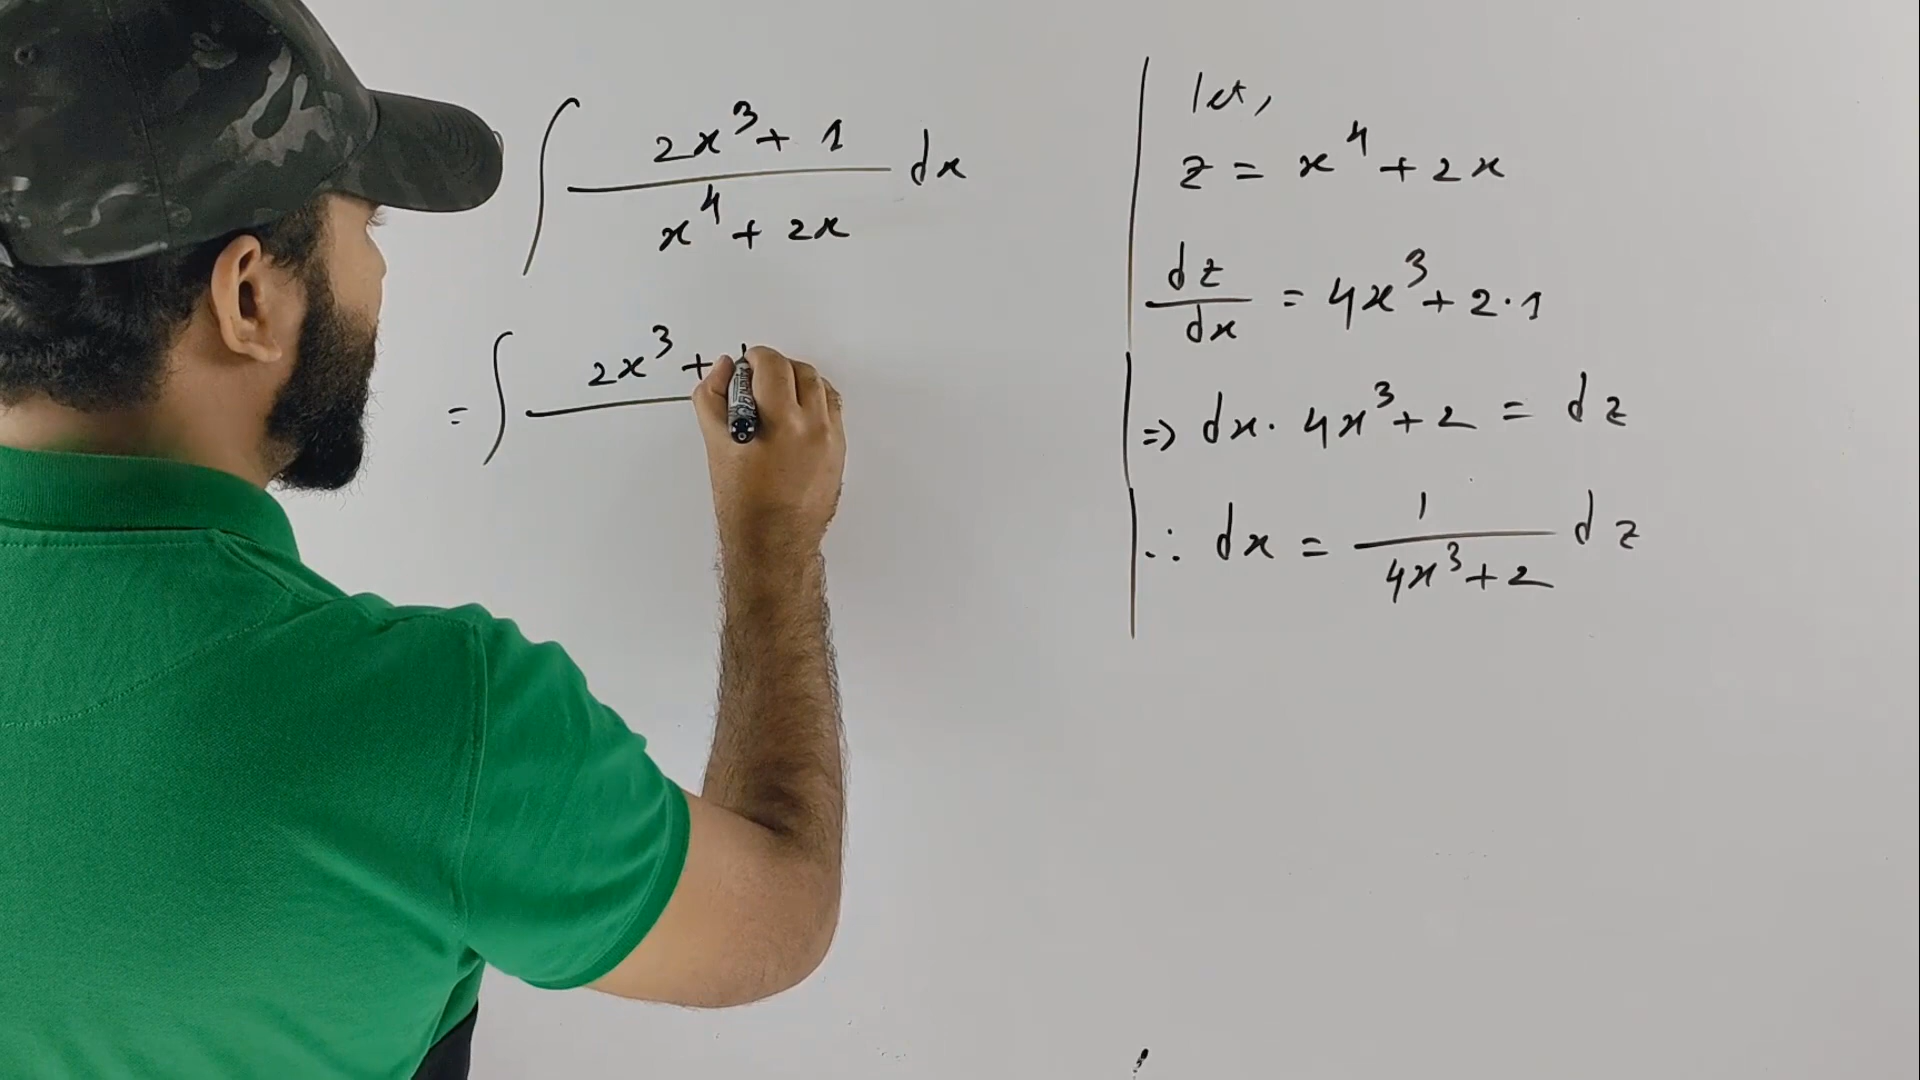 ∫ (2x³ + 1)/(x⁴ + 2x) dx
= ∫ 2x³ +
let,
z = x⁴ + 2x
dz/dx = 4x³ + 2·1
⇒ dx. 4x³ + 2 = dz
∴ dx = 1/(4x³ + 2) dz